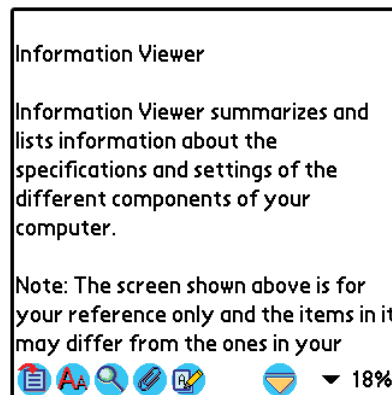 Information Viewer
Information Viewer summarizes and
lists information about the
specifications and settings of the
different components of your
computer.
Note: The screen shown above is for
your reference only and the items in it
may differ from the ones in your
18%